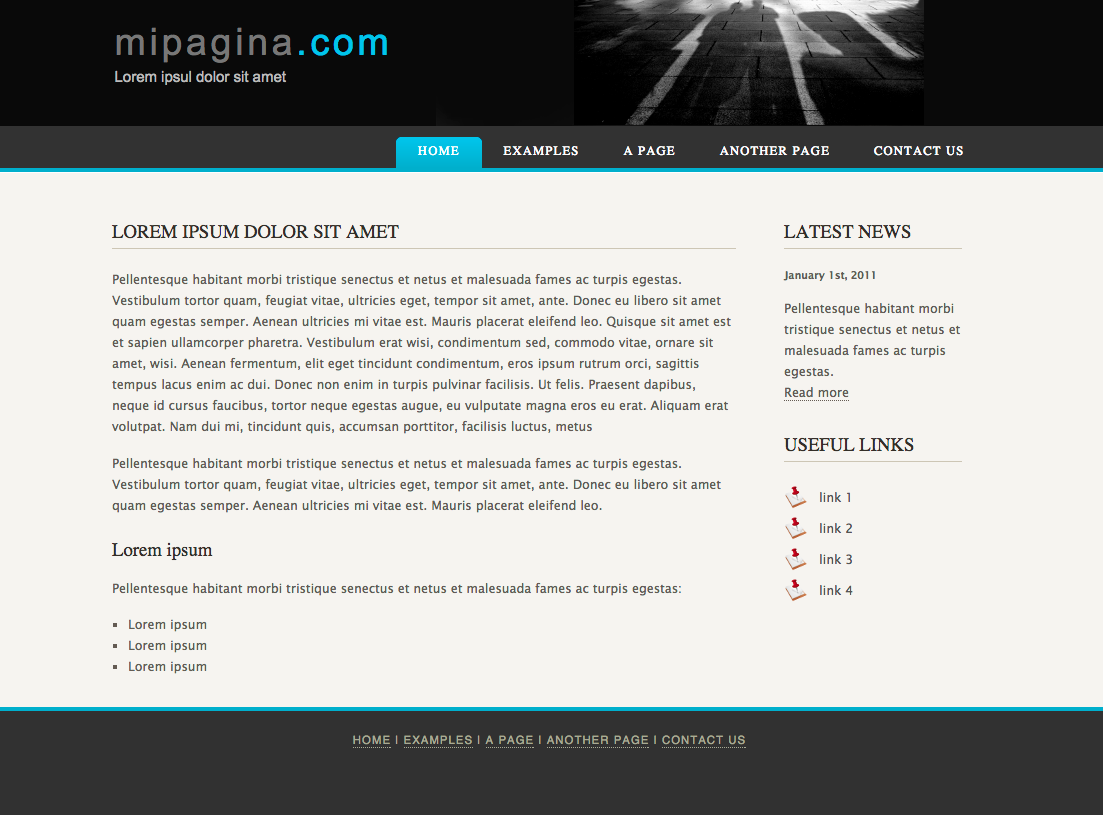 mipagina.com
Lorem ipsul dolor sit amet
HOME EXAMPLES A PAGE ANOTHER PAGE CONTACT US
LOREM IPSUM DOLOR SIT AMET
Pellentesque habitant morbi tristique senectus et netus et malesuada fames ac turpis egestas.
Vestibulum tortor quam, feugiat vitae, ultricies eget, tempor sit amet, ante. Donec eu libero sit amet
quam egestas semper. Aenean ultricies mi vitae est. Mauris placerat eleifend leo. Quisque sit amet est
et sapien ullamcorper pharetra. Vestibulum erat wisi, condimentum sed, commodo vitae, ornare sit
amet, wisi. Aenean fermentum, elit eget tincidunt condimentum, eros ipsum rutrum orci, sagittis
tempus lacus enim ac dui. Donec non enim in turpis pulvinar facilisis. Ut felis. Praesent dapibus,
neque id cursus faucibus, tortor neque egestas augue, eu vulputate magna eros eu erat. Aliquam erat
volutpat. Nam dui mi, tincidunt quis, accumsan porttitor, facilisis luctus, metus
Pellentesque habitant morbi tristique senectus et netus et malesuada fames ac turpis egestas.
Vestibulum tortor quam, feugiat vitae, ultricies eget, tempor sit amet, ante. Donec eu libero sit amet
quam egestas semper. Aenean ultricies mi vitae est. Mauris placerat eleifend leo.
Lorem ipsum
Pellentesque habitant morbi tristique senectus et netus et malesuada fames ac turpis egestas:
Lorem ipsum
Lorem ipsum
Lorem ipsum
LATEST NEWS
January 1st, 2011
Pellentesque habitant morbi
tristique senectus et netus et
malesuada fames ac turpis
egestas.
Read more
USEFUL LINKS
link 1
link 2
link 3
link 4
HOME | EXAMPLES | A PAGE | ANOTHER PAGE | CONTACT US